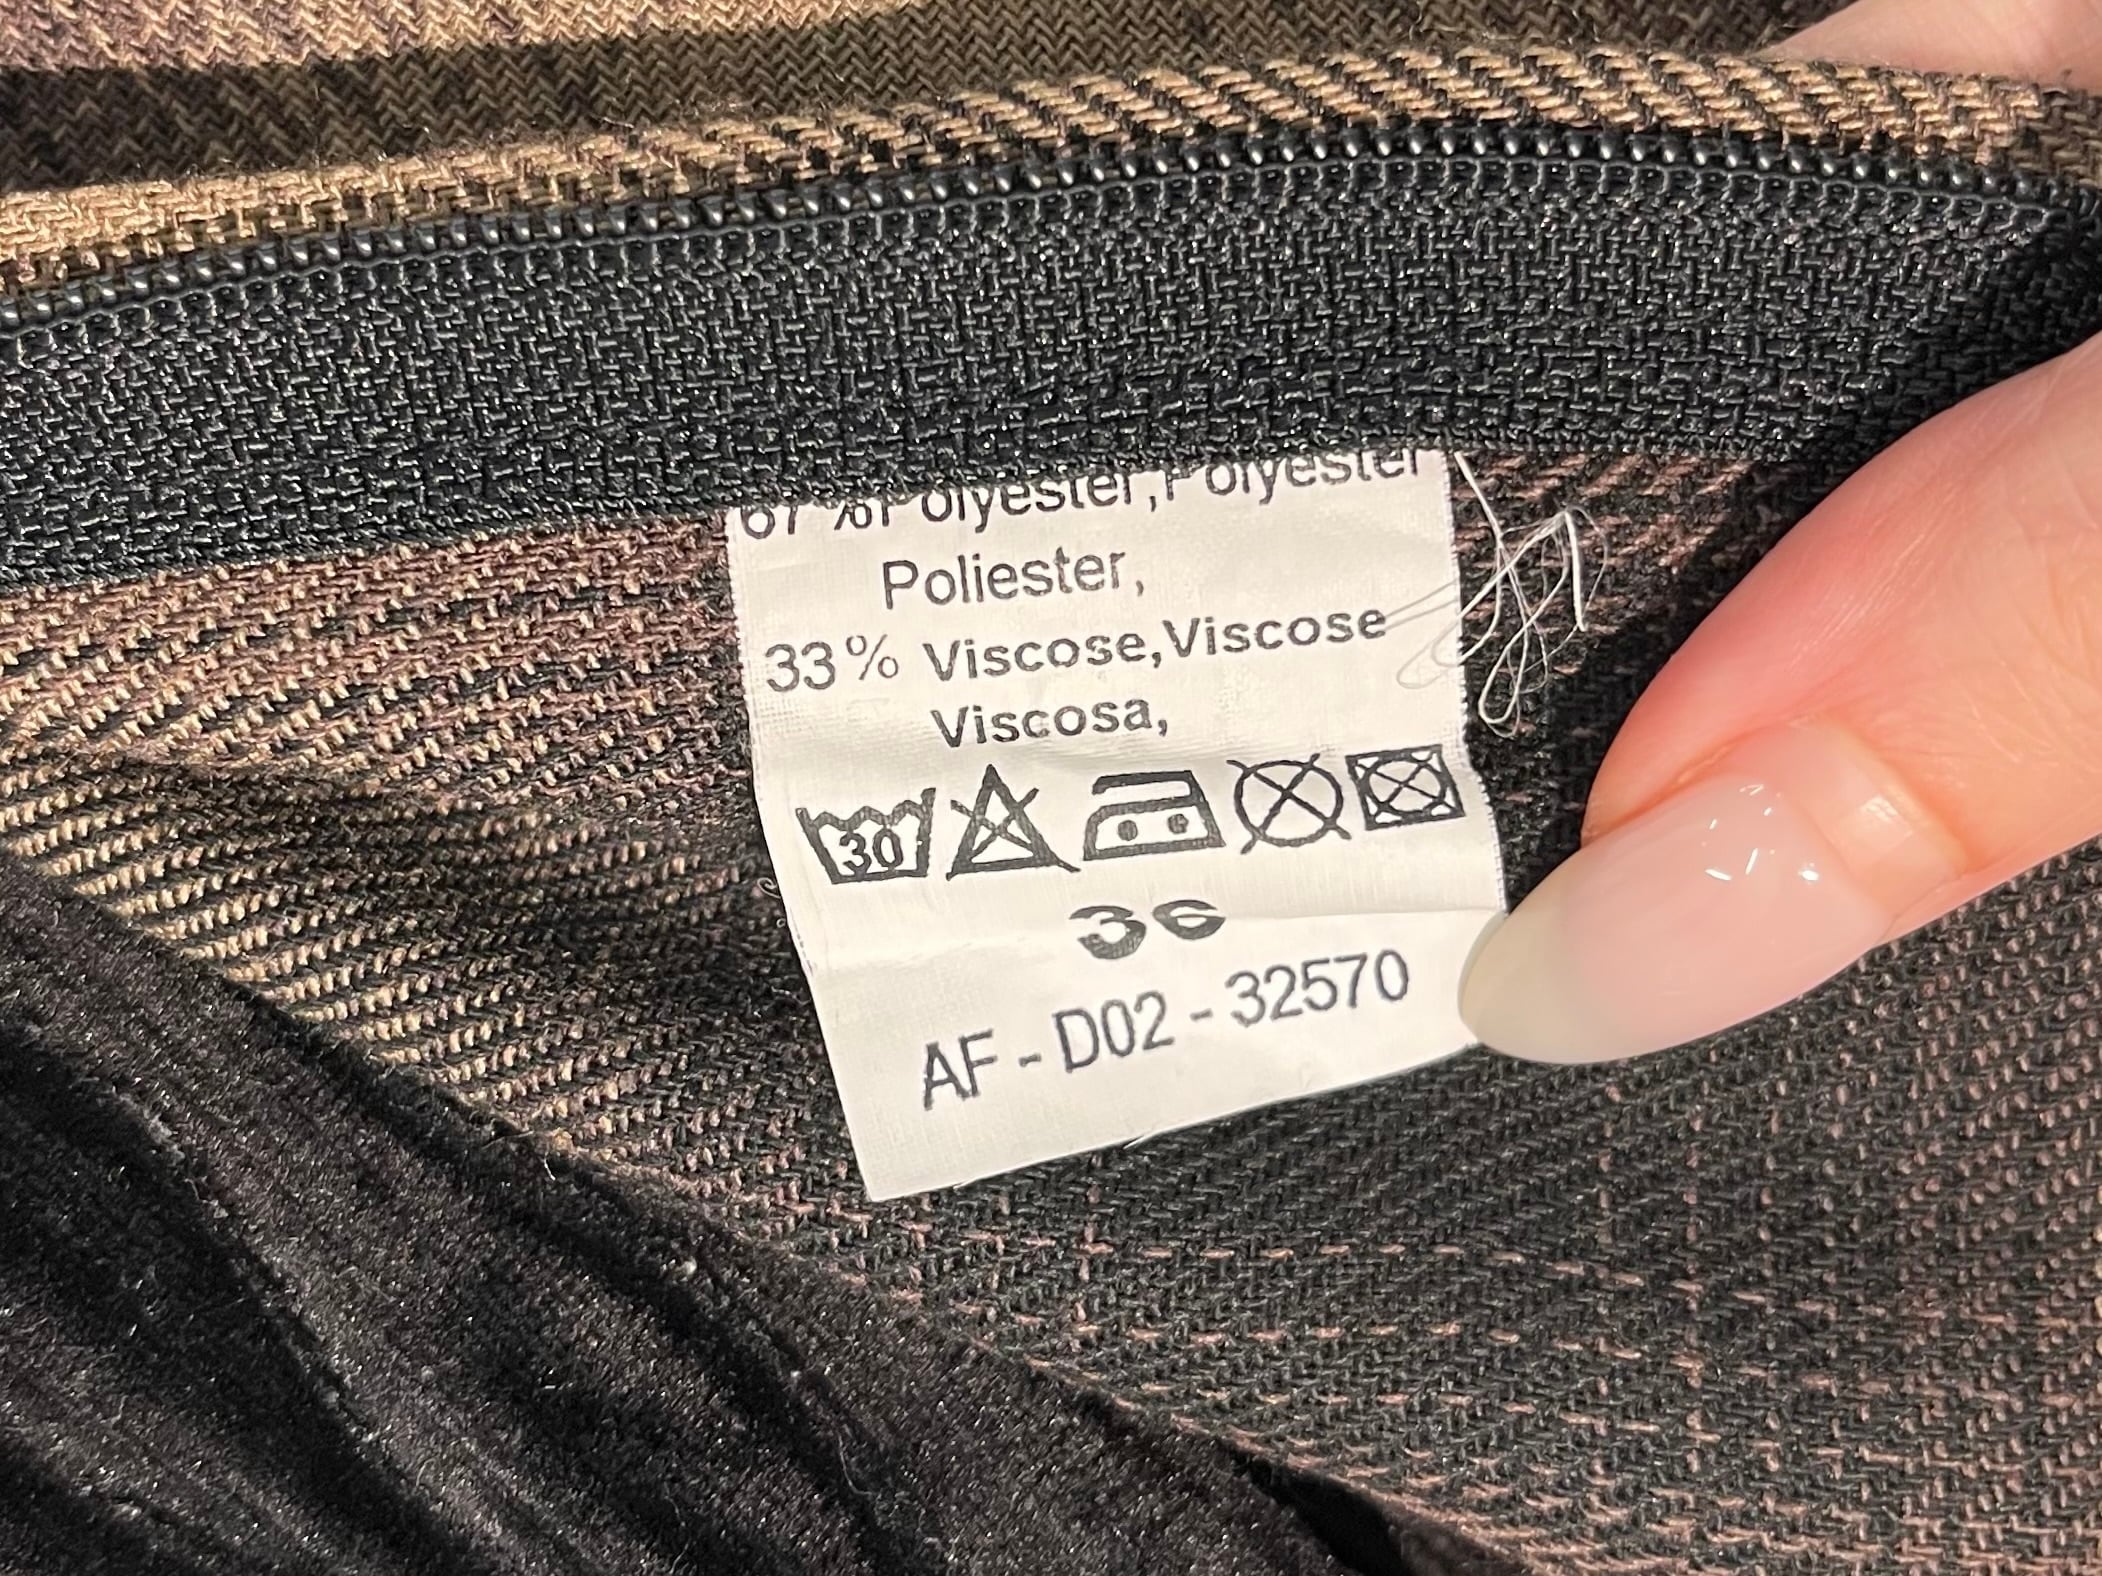 67%Polyester,Polyester
Poliester,
33% Viscose,Viscose
Viscosa,
30
36
AF - D02 - 32570